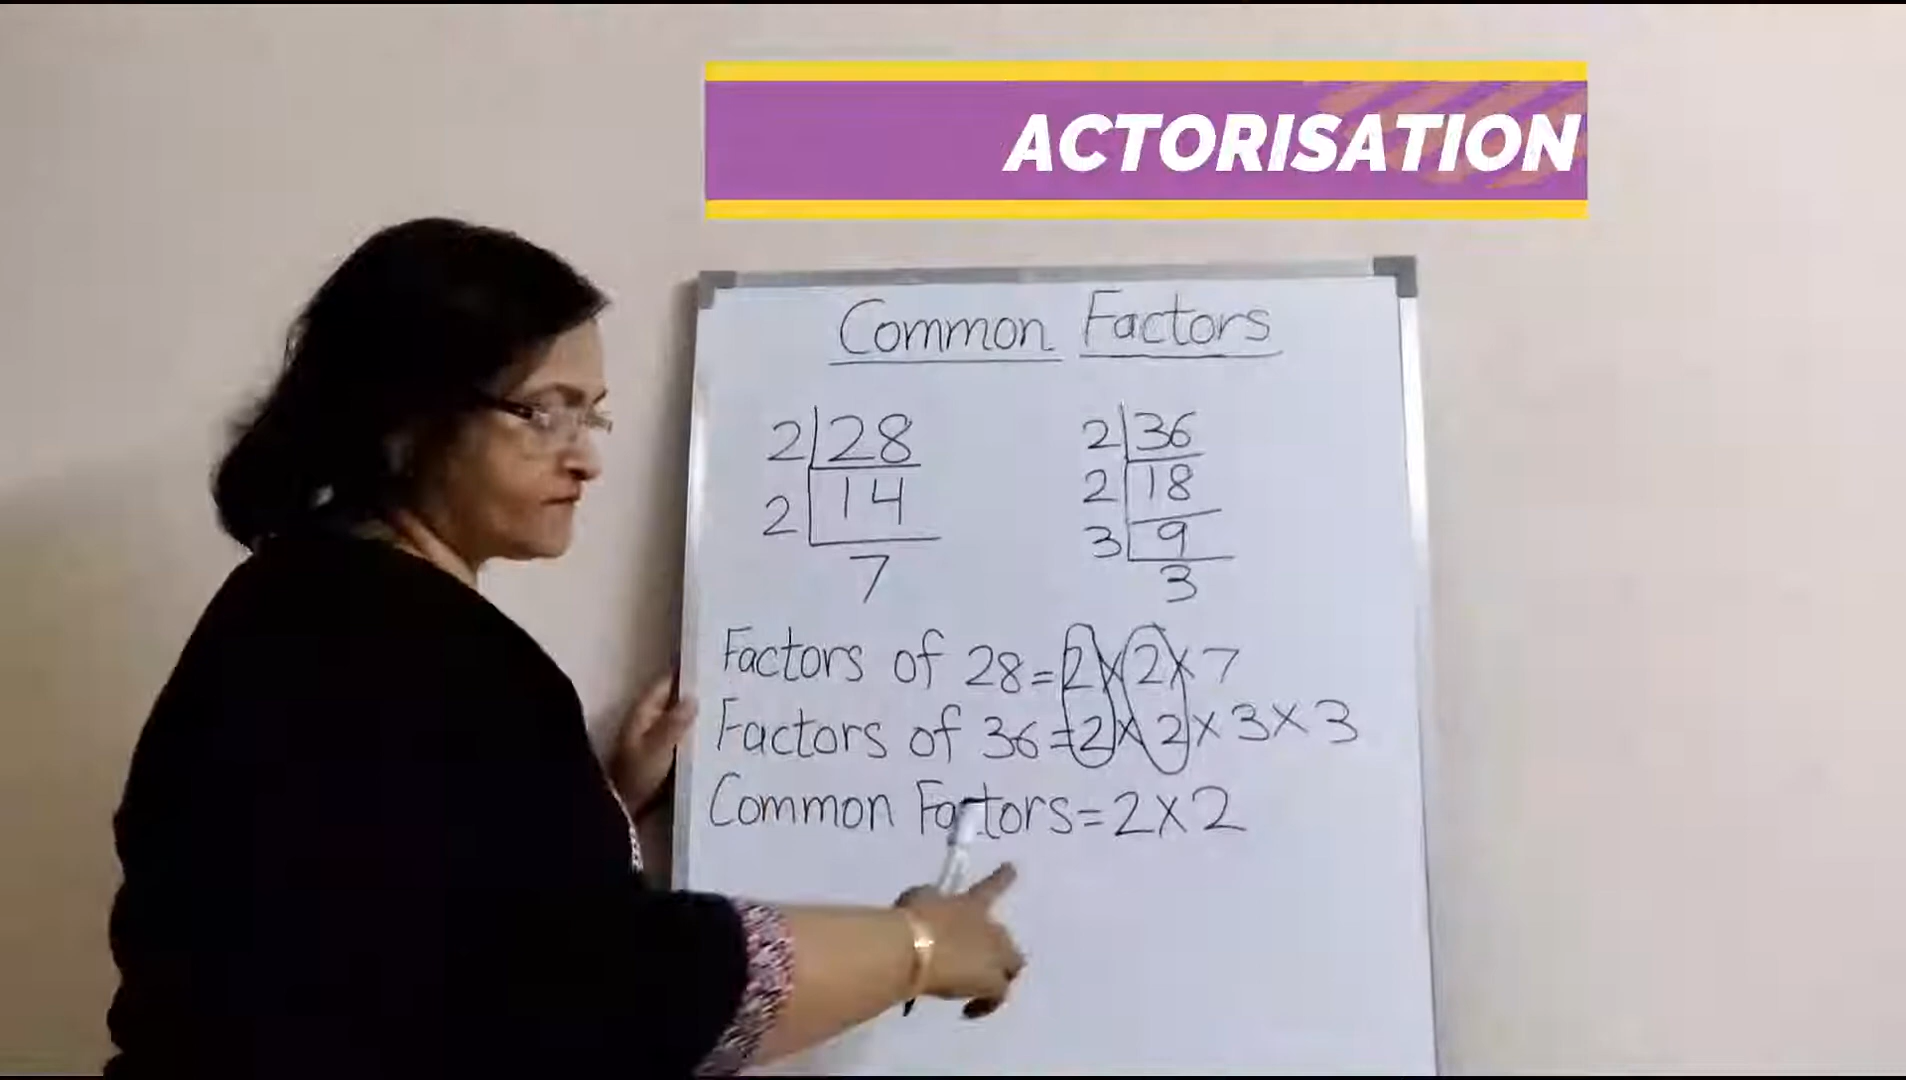 ACTORISATION
Common Factors
2 28
2 14
7
2 36
2 18
3 9
3
Factors of 28=2×2×7
Factors of 36=2×2×3×3
Common Factors=2×2